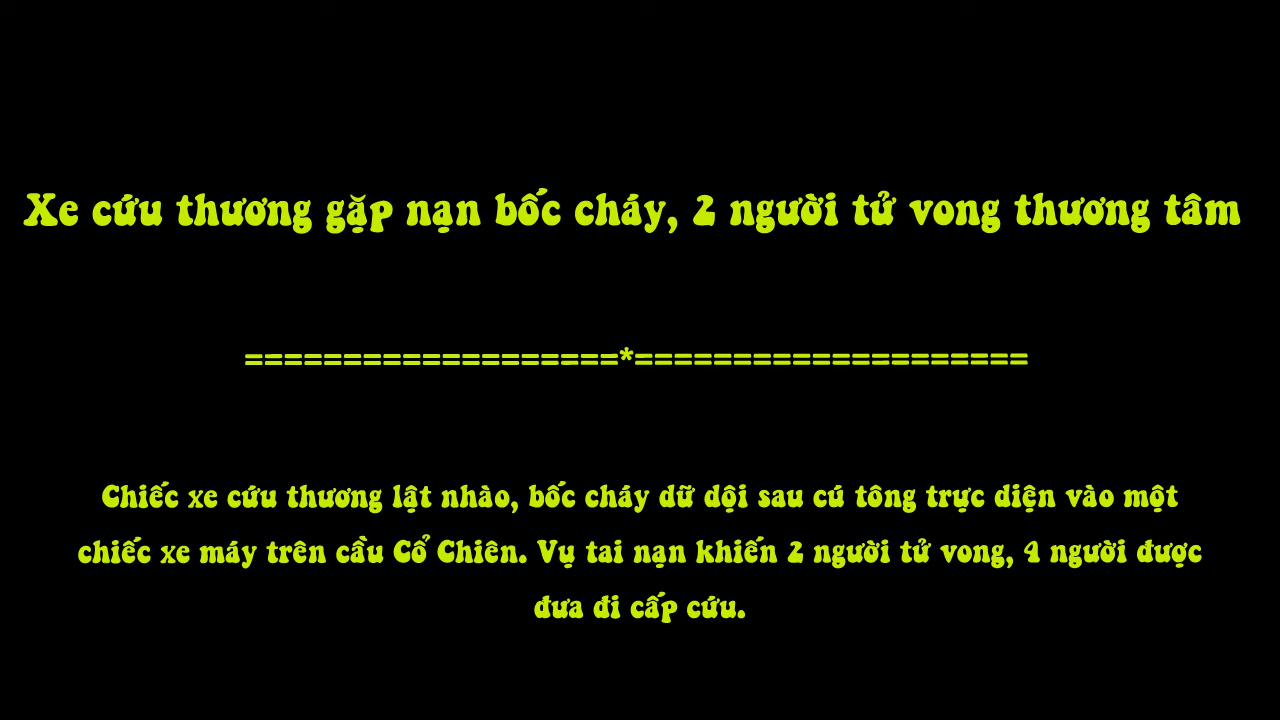 Xe cứu thương gặp nạn bốc cháy, 2 người tử vong thương tâm
===================*====================
Chiếc xe cứu thương lật nhào, bốc cháy dữ dội sau cú tông trực diện vào một
chiếc xe máy trên cầu Cổ Chiên. Vụ tai nạn khiến 2 người tử vong, 4 người được
đưa đi cấp cứu.